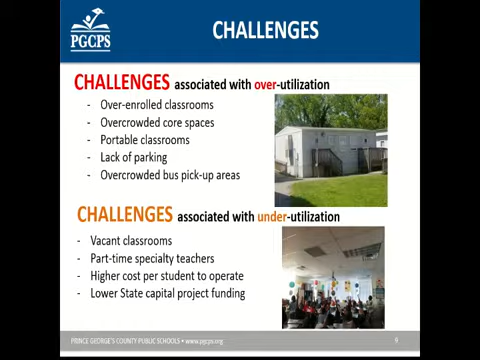 PGCPS
CHALLENGES
CHALLENGES associated with over-utilization
- Over-enrolled classrooms
- Overcrowded core spaces
- Portable classrooms
- Lack of parking
- Overcrowded bus pick-up areas
CHALLENGES associated with under-utilization
- Vacant classrooms
- Part-time specialty teachers
- Higher cost per student to operate
- Lower State capital project funding
PRINCE GEORGE'S COUNTY PUBLIC SCHOOLS • www.pgcps.org
9